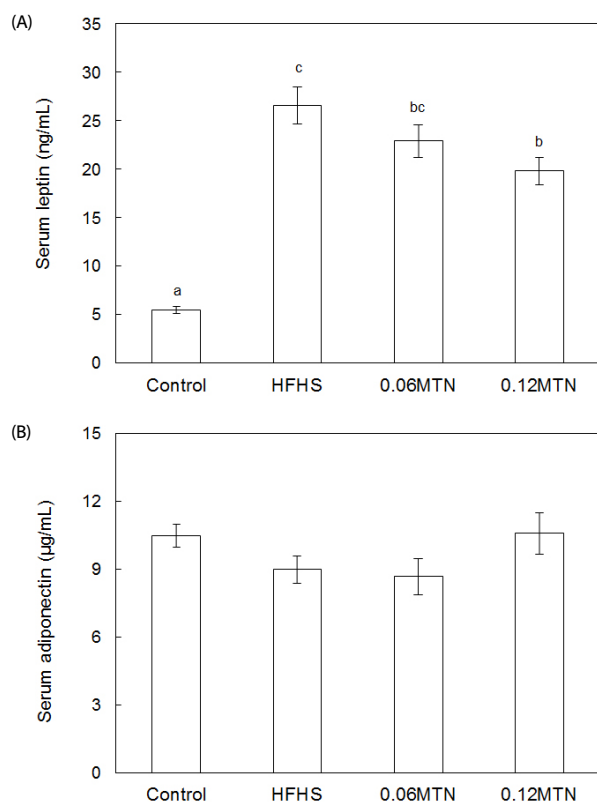 (A)
Serum leptin (ng/mL)
35
30
25
20
15
10
5
0
a
c
bc
b
Control HFHS 0.06MTN 0.12MTN
(B)
Serum adiponectin (µg/mL)
15
12
9
6
3
0
Control HFHS 0.06MTN 0.12MTN